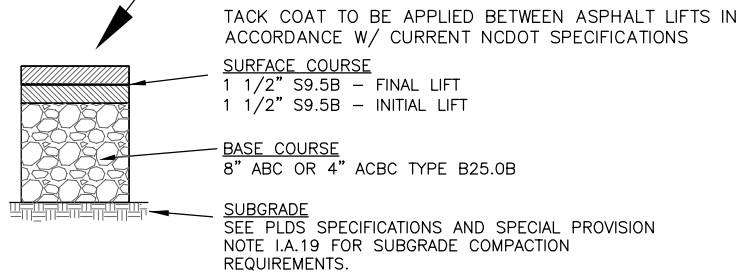 TACK COAT TO BE APPLIED BETWEEN ASPHALT LIFTS IN
ACCORDANCE W/ CURRENT NCDOT SPECIFICATIONS
SURFACE COURSE
1 1/2" S9.5B – FINAL LIFT
1 1/2" S9.5B – INITIAL LIFT
BASE COURSE
8" ABC OR 4" ACBC TYPE B25.0B
SUBGRADE
SEE PLDS SPECIFICATIONS AND SPECIAL PROVISION
NOTE I.A.19 FOR SUBGRADE COMPACTION
REQUIREMENTS.